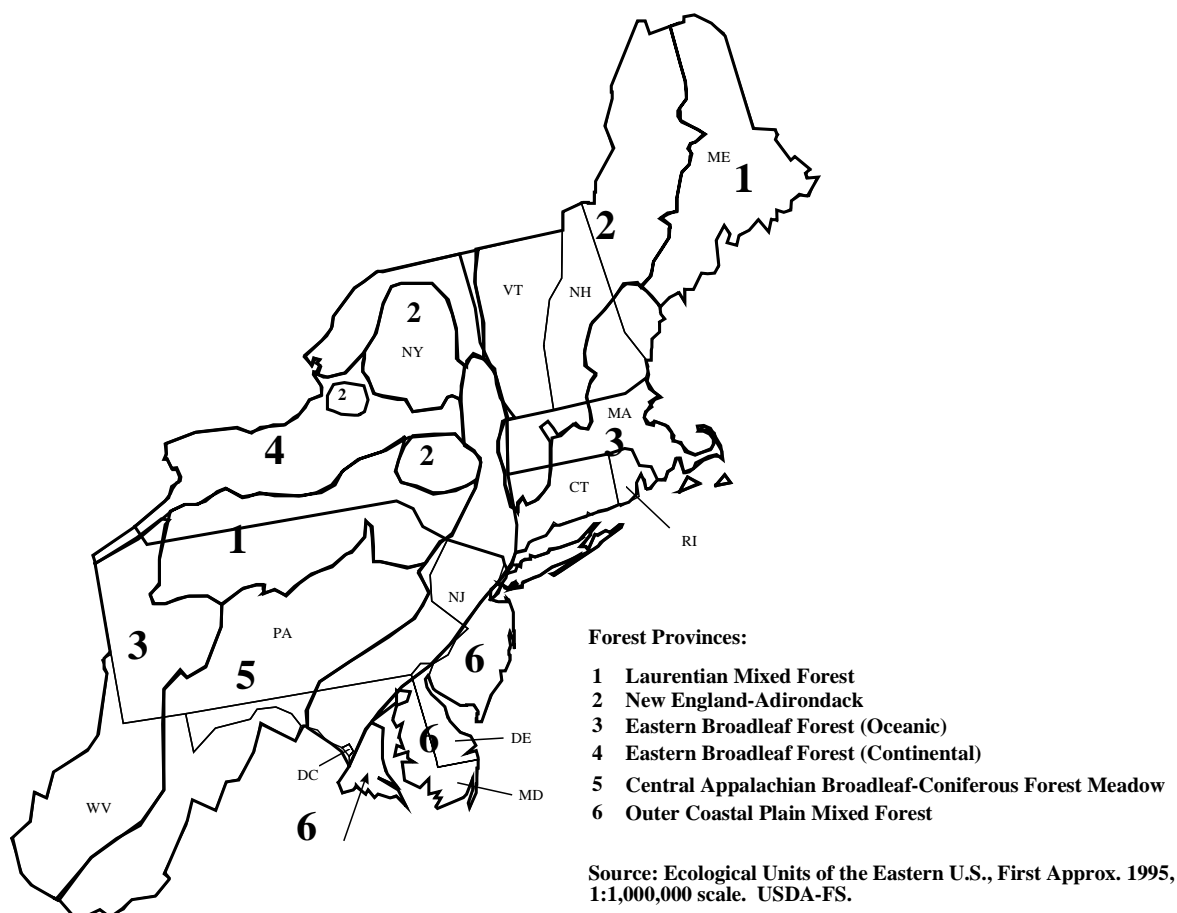 ME
1
2
VT
NH
2
NY
2
MA
3
4
2
CT
RI
1
NJ
PA
3
5
6
6
DE
DC
MD
WV
6
Forest Provinces:
1 Laurentian Mixed Forest
2 New England-Adirondack
3 Eastern Broadleaf Forest (Oceanic)
4 Eastern Broadleaf Forest (Continental)
5 Central Appalachian Broadleaf-Coniferous Forest Meadow
6 Outer Coastal Plain Mixed Forest
Source: Ecological Units of the Eastern U.S., First Approx. 1995,
1:1,000,000 scale. USDA-FS.